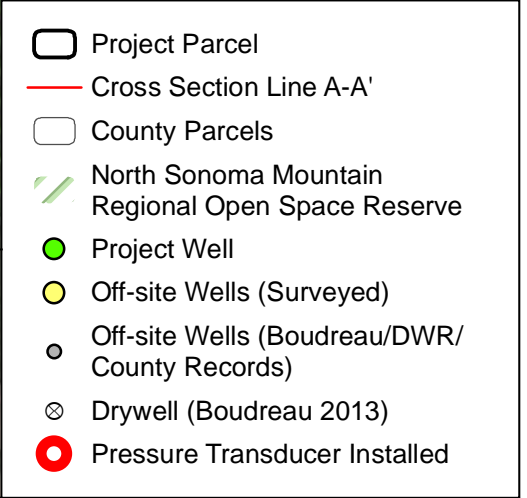 Project Parcel
Cross Section Line A-A'
County Parcels
North Sonoma Mountain
Regional Open Space Reserve
Project Well
Off-site Wells (Surveyed)
Off-site Wells (Boudreau/DWR/
County Records)
Drywell (Boudreau 2013)
Pressure Transducer Installed